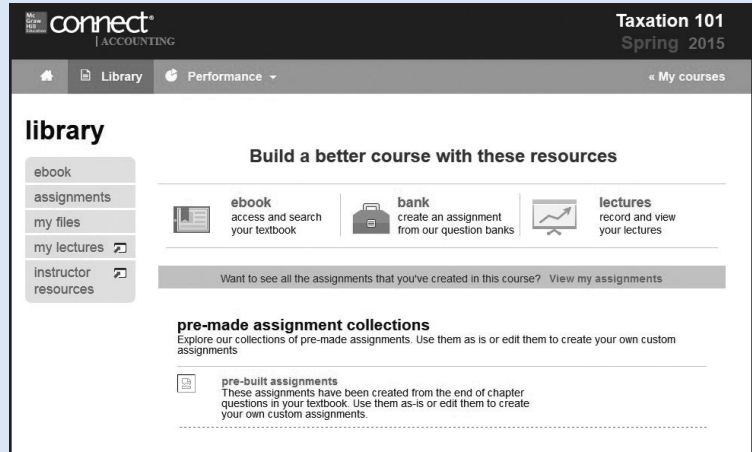 Mc
Graw
Hill
Education
connect®
| ACCOUNTING
Taxation 101
Spring 2015
Library
Performance
« My courses
library
ebook
assignments
my files
my lectures
instructor
resources
Build a better course with these resources
ebook
access and search
your textbook
bank
create an assignment
from our question banks
lectures
record and view
your lectures
Want to see all the assignments that you've created in this course? View my assignments
pre-made assignment collections
Explore our collections of pre-made assignments. Use them as is or edit them to create your own custom
assignments
pre-built assignments
These assignments have been created from the end of chapter
questions in your textbook. Use them as-is or edit them to create
your own custom assignments.